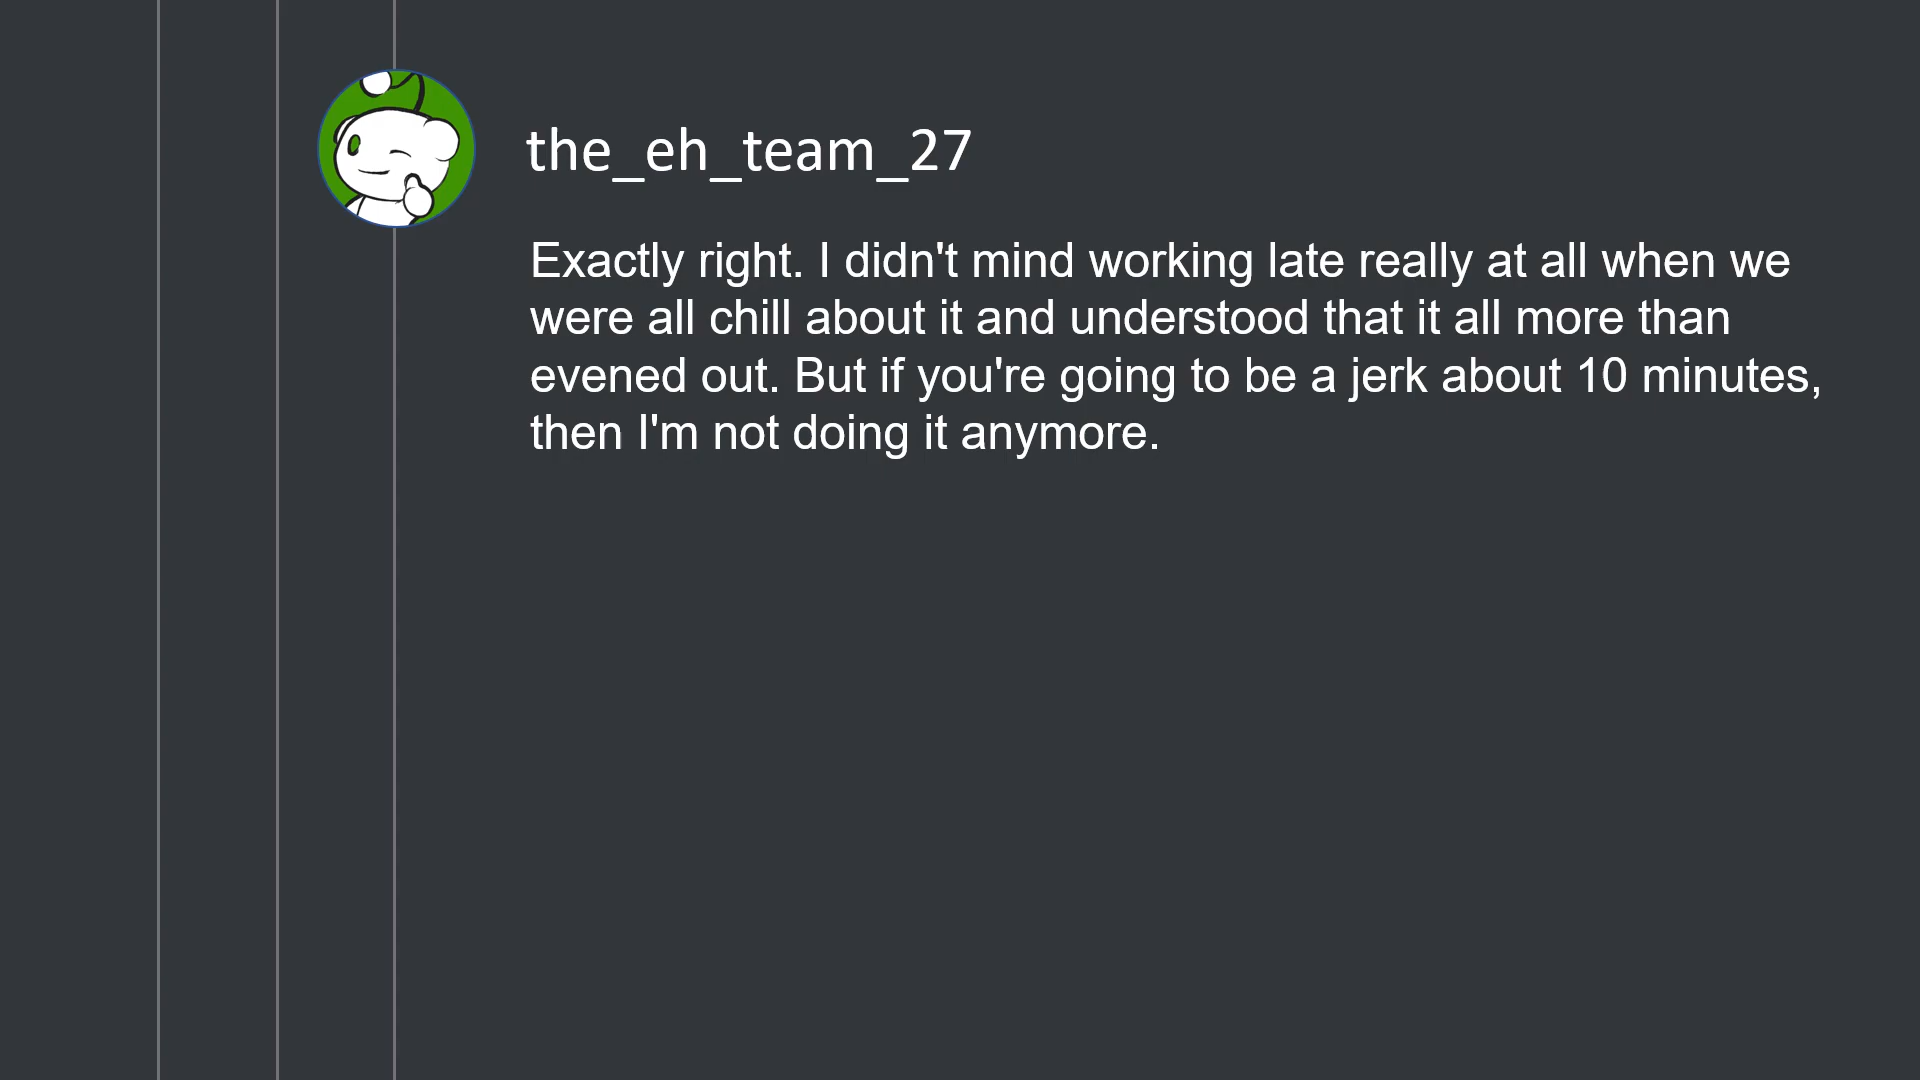 the_eh_team_27
Exactly right. I didn't mind working late really at all when we
were all chill about it and understood that it all more than
evened out. But if you're going to be a jerk about 10 minutes,
then I'm not doing it anymore.